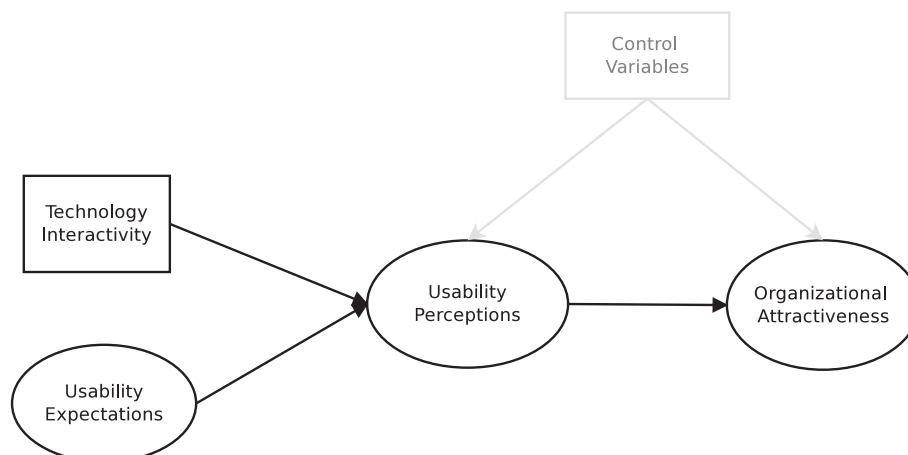 Control
Variables
Technology
Interactivity
Usability
Perceptions
Organizational
Attractiveness
Usability
Expectations